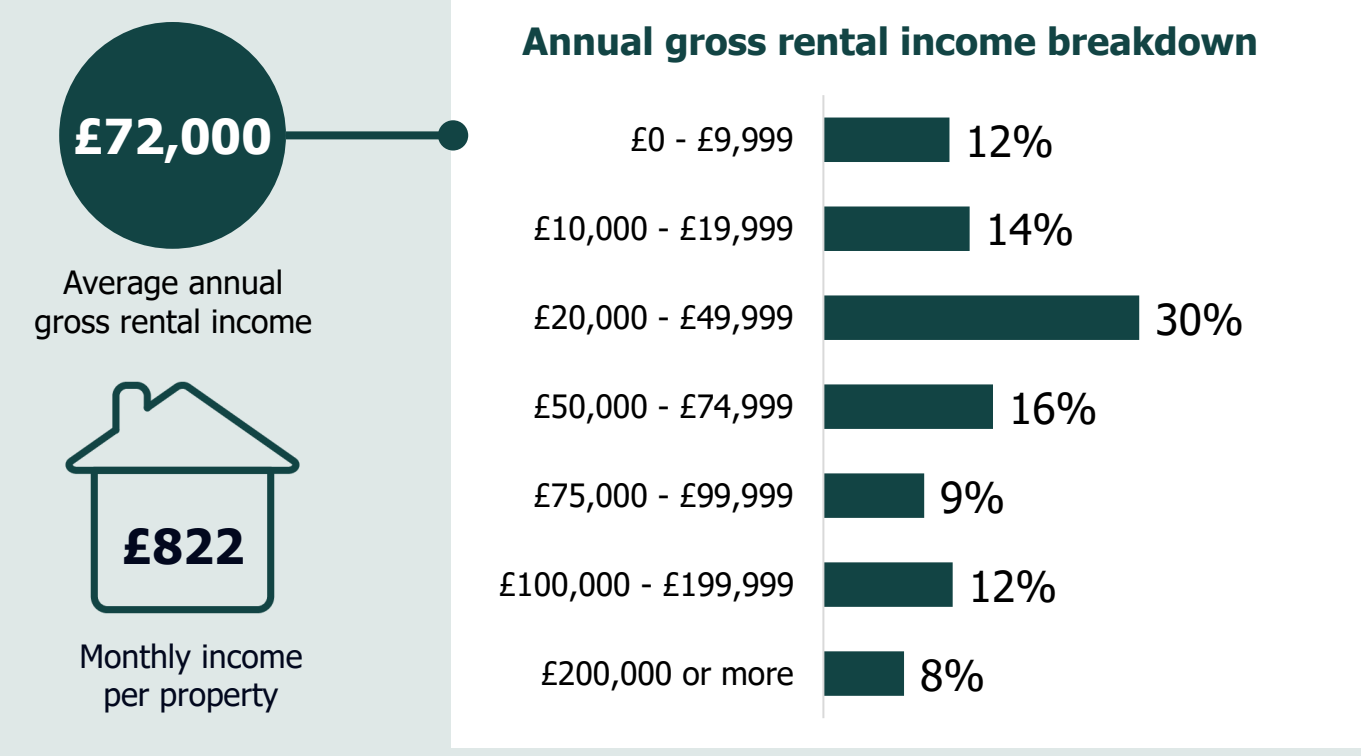 £72,000
Average annual
gross rental income
£822
Monthly income
per property
Annual gross rental income breakdown
£0 - £9,999 12%
£10,000 - £19,999 14%
£20,000 - £49,999 30%
£50,000 - £74,999 16%
£75,000 - £99,999 9%
£100,000 - £199,999 12%
£200,000 or more 8%